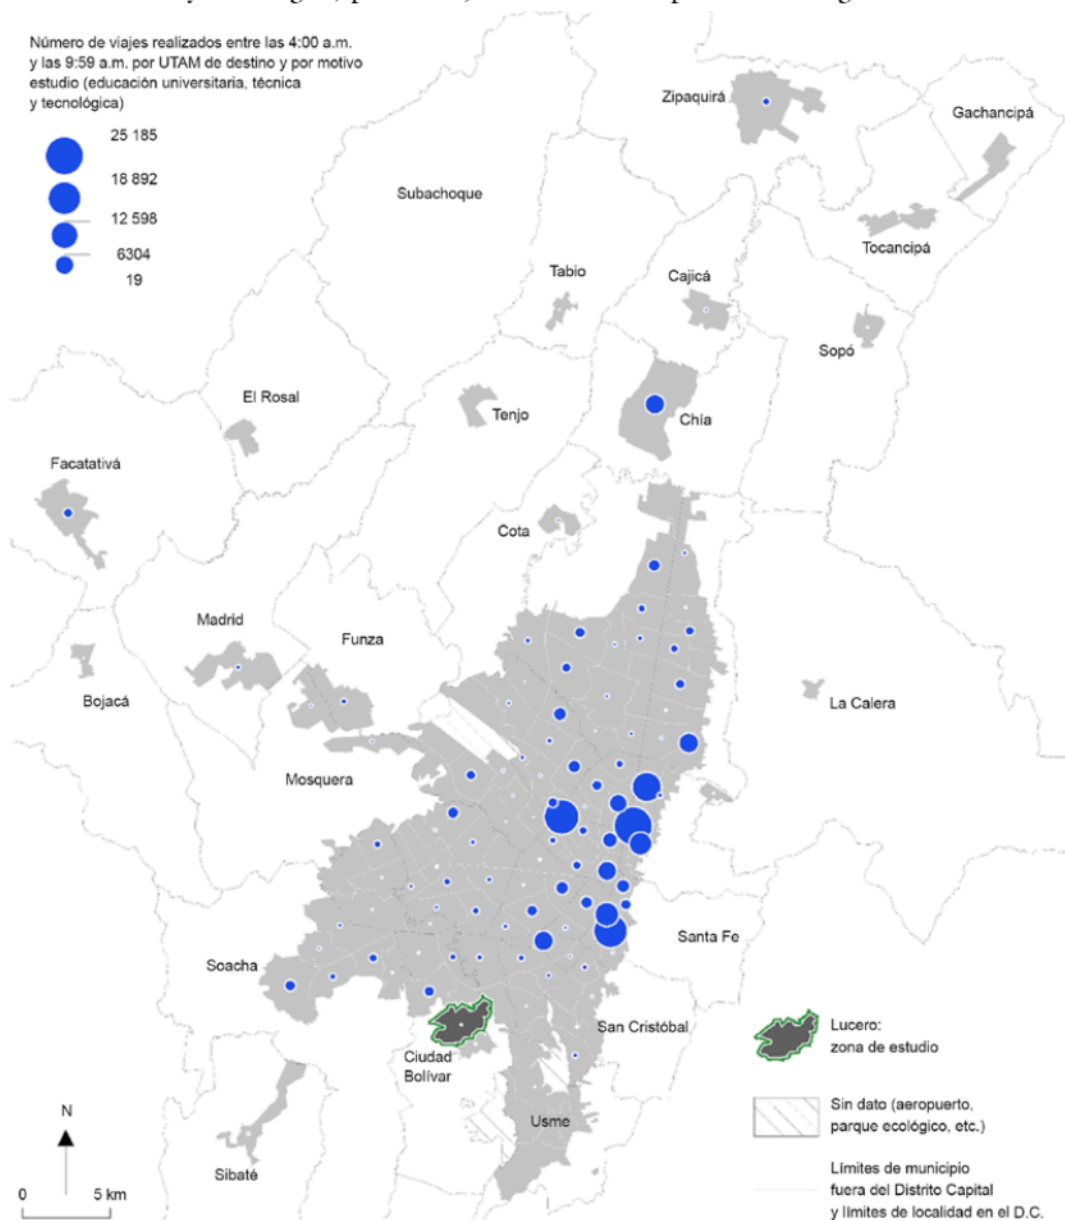 Número de viajes realizados entre las 4:00 a.m.
y las 9:59 a.m. por UTAM de destino y por motivo
estudio (educación universitaria, técnica
y tecnológica)
25 185
18 892
12 598
6304
19
Zipaquirá
Gachancipá
Subachoque
Tocancipá
Tabio
Cajicá
Sopó
El Rosal
Tenjo
Chía
Facatativá
Cota
Madrid
Funza
Bojacá
La Calera
Mosquera
Santa Fe
Soacha
San Cristóbal
Lucero:
zona de estudio
Ciudad
Bolívar
Sin dato (aeropuerto,
parque ecológico, etc.)
Usme
N
Sibaté
Límites de municipio
fuera del Distrito Capital
y límites de localidad en el D.C.
0 5 km